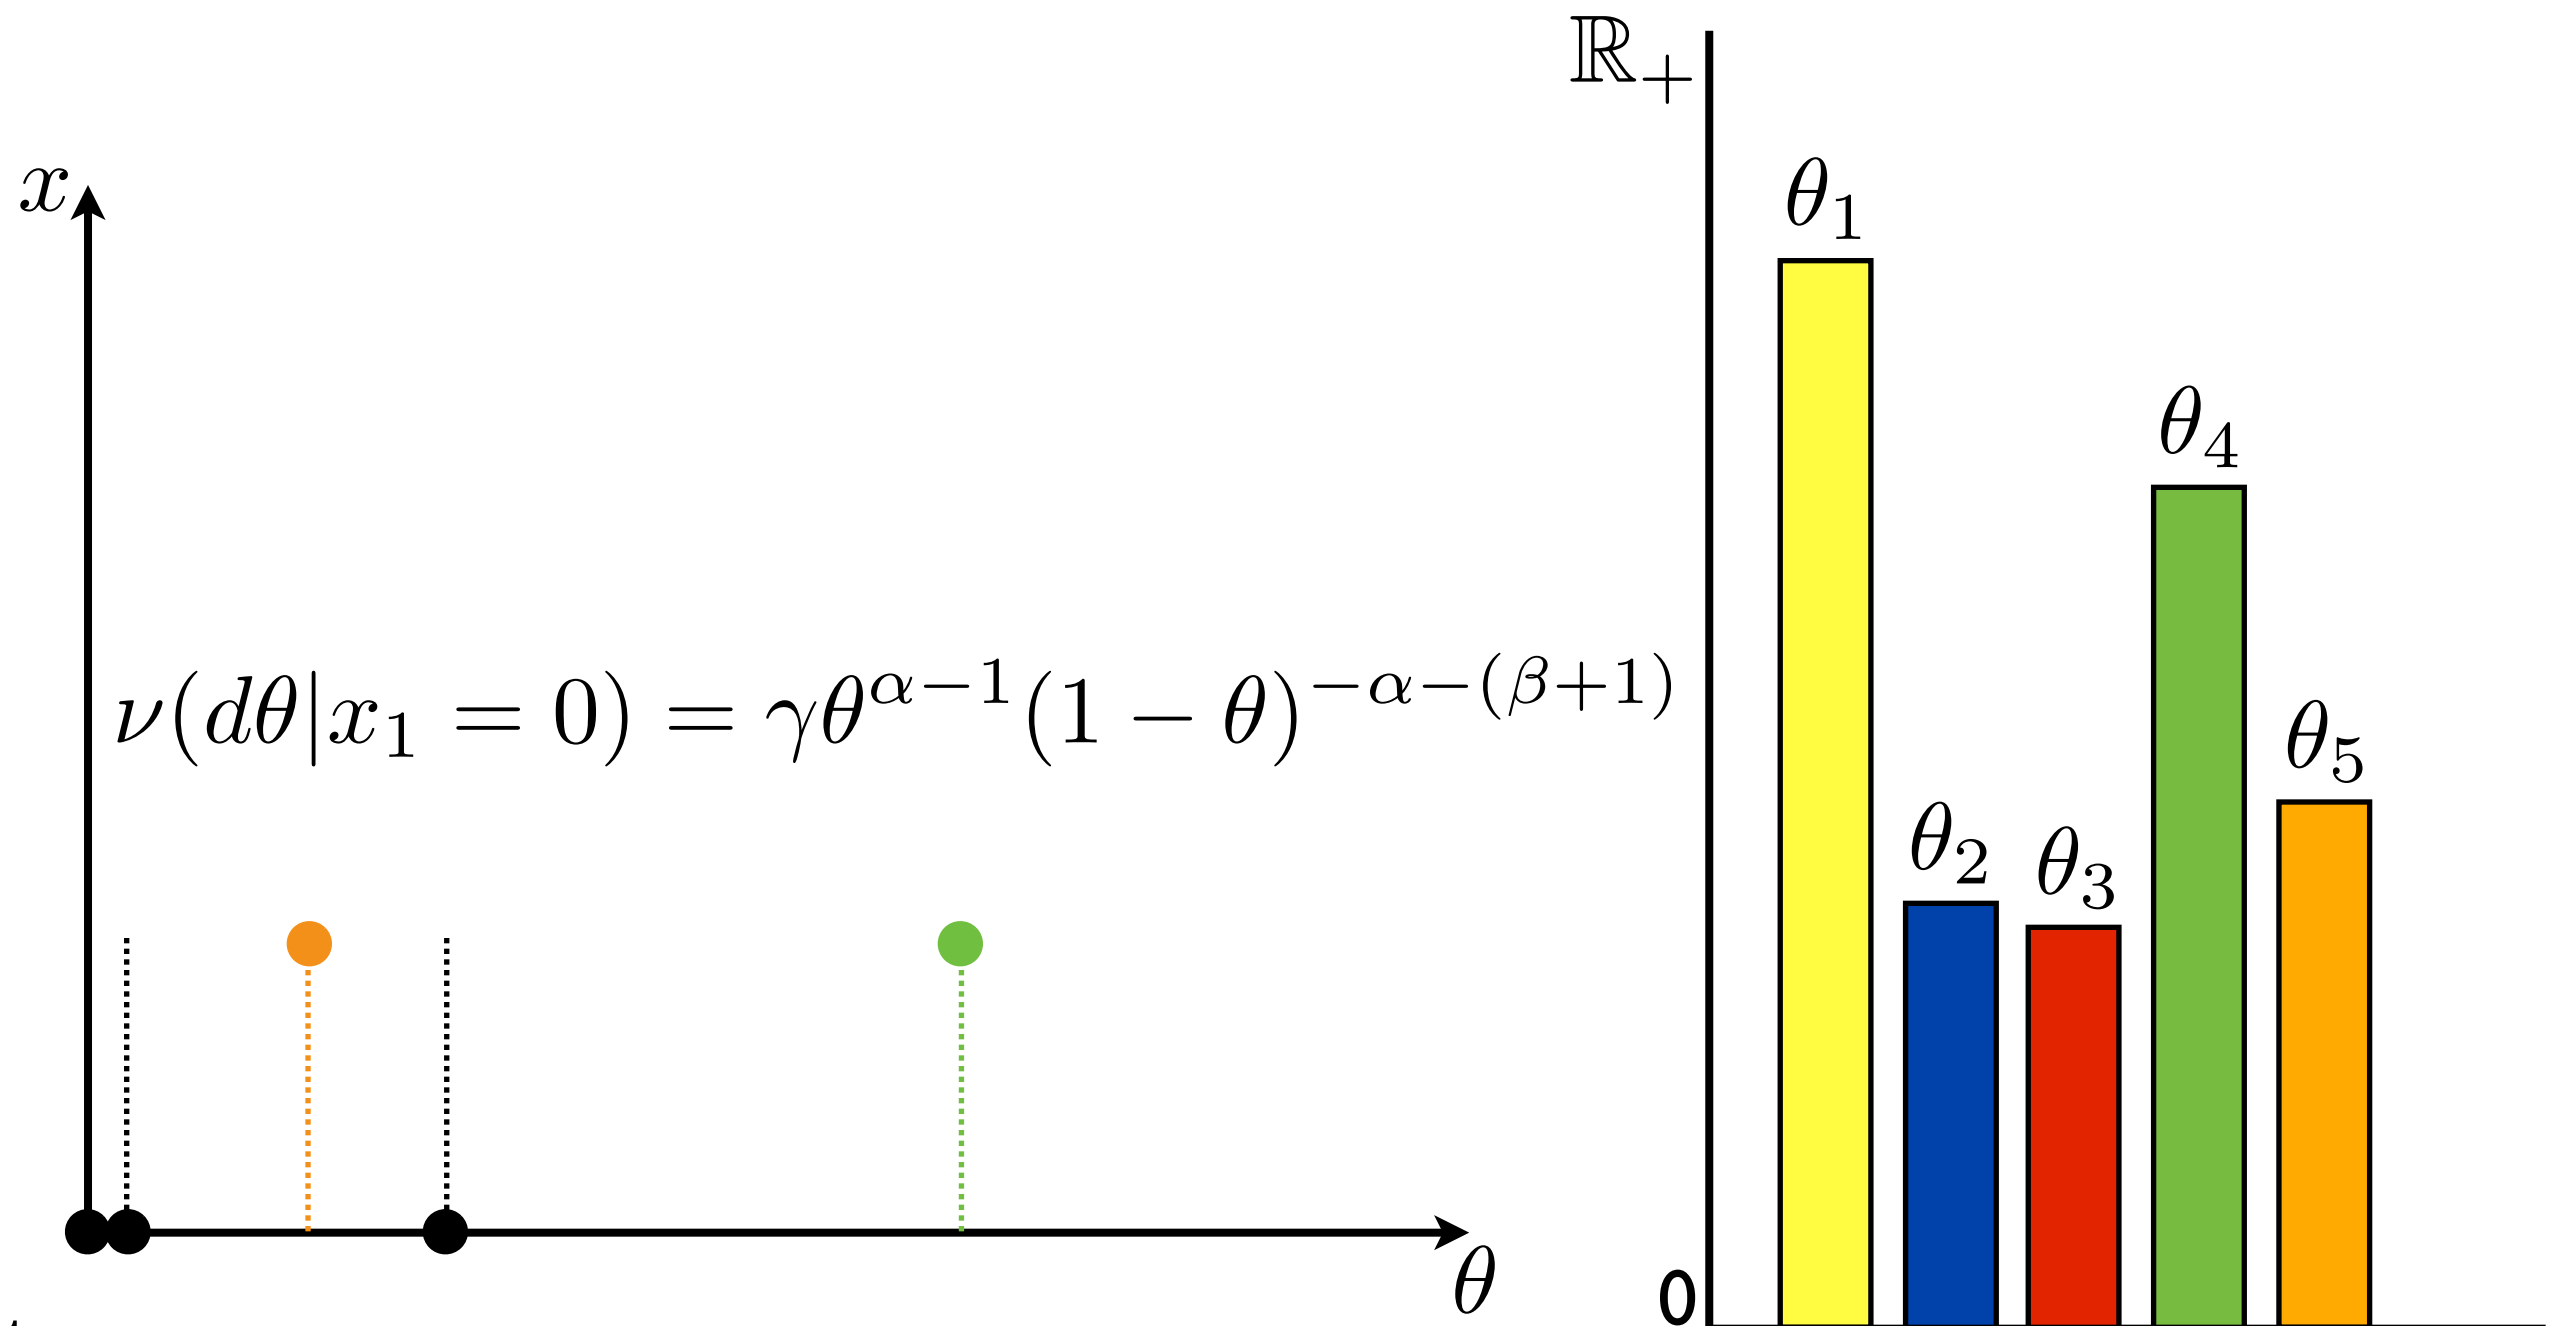 ℝ₊
x
θ₁
θ₄
ν(dθ|x₁ = 0) = γθ^{α−1}(1 − θ)^{−α−(β+1)}
θ₅
θ₂
θ₃
θ
0